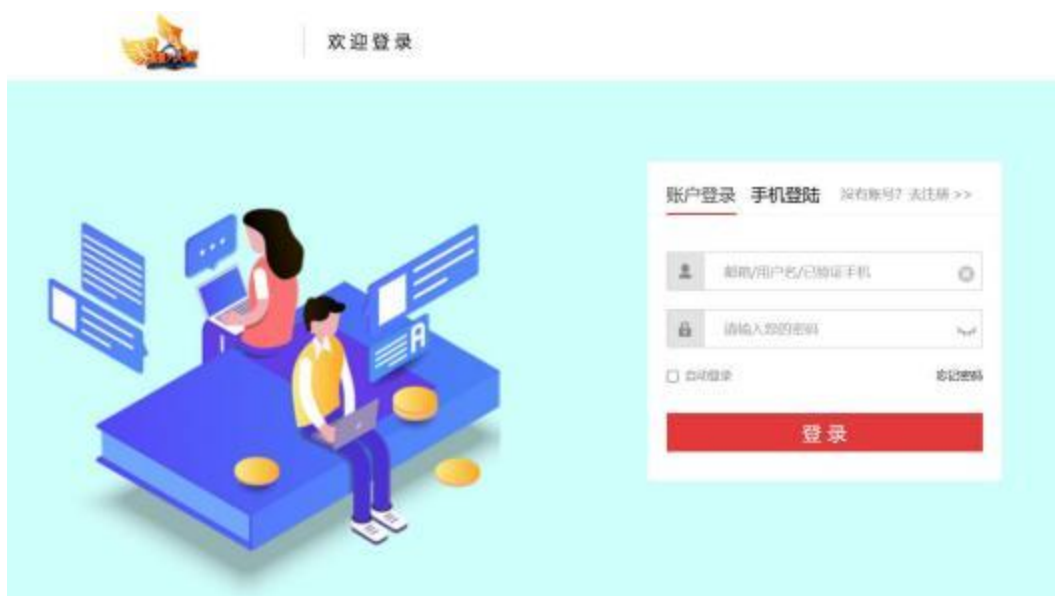 欢迎登录
账户登录 手机登陆 没有账号?去注册 >>
邮箱/用户名/已验证手机
请输入您的密码
自动登录 忘记密码
登录
A